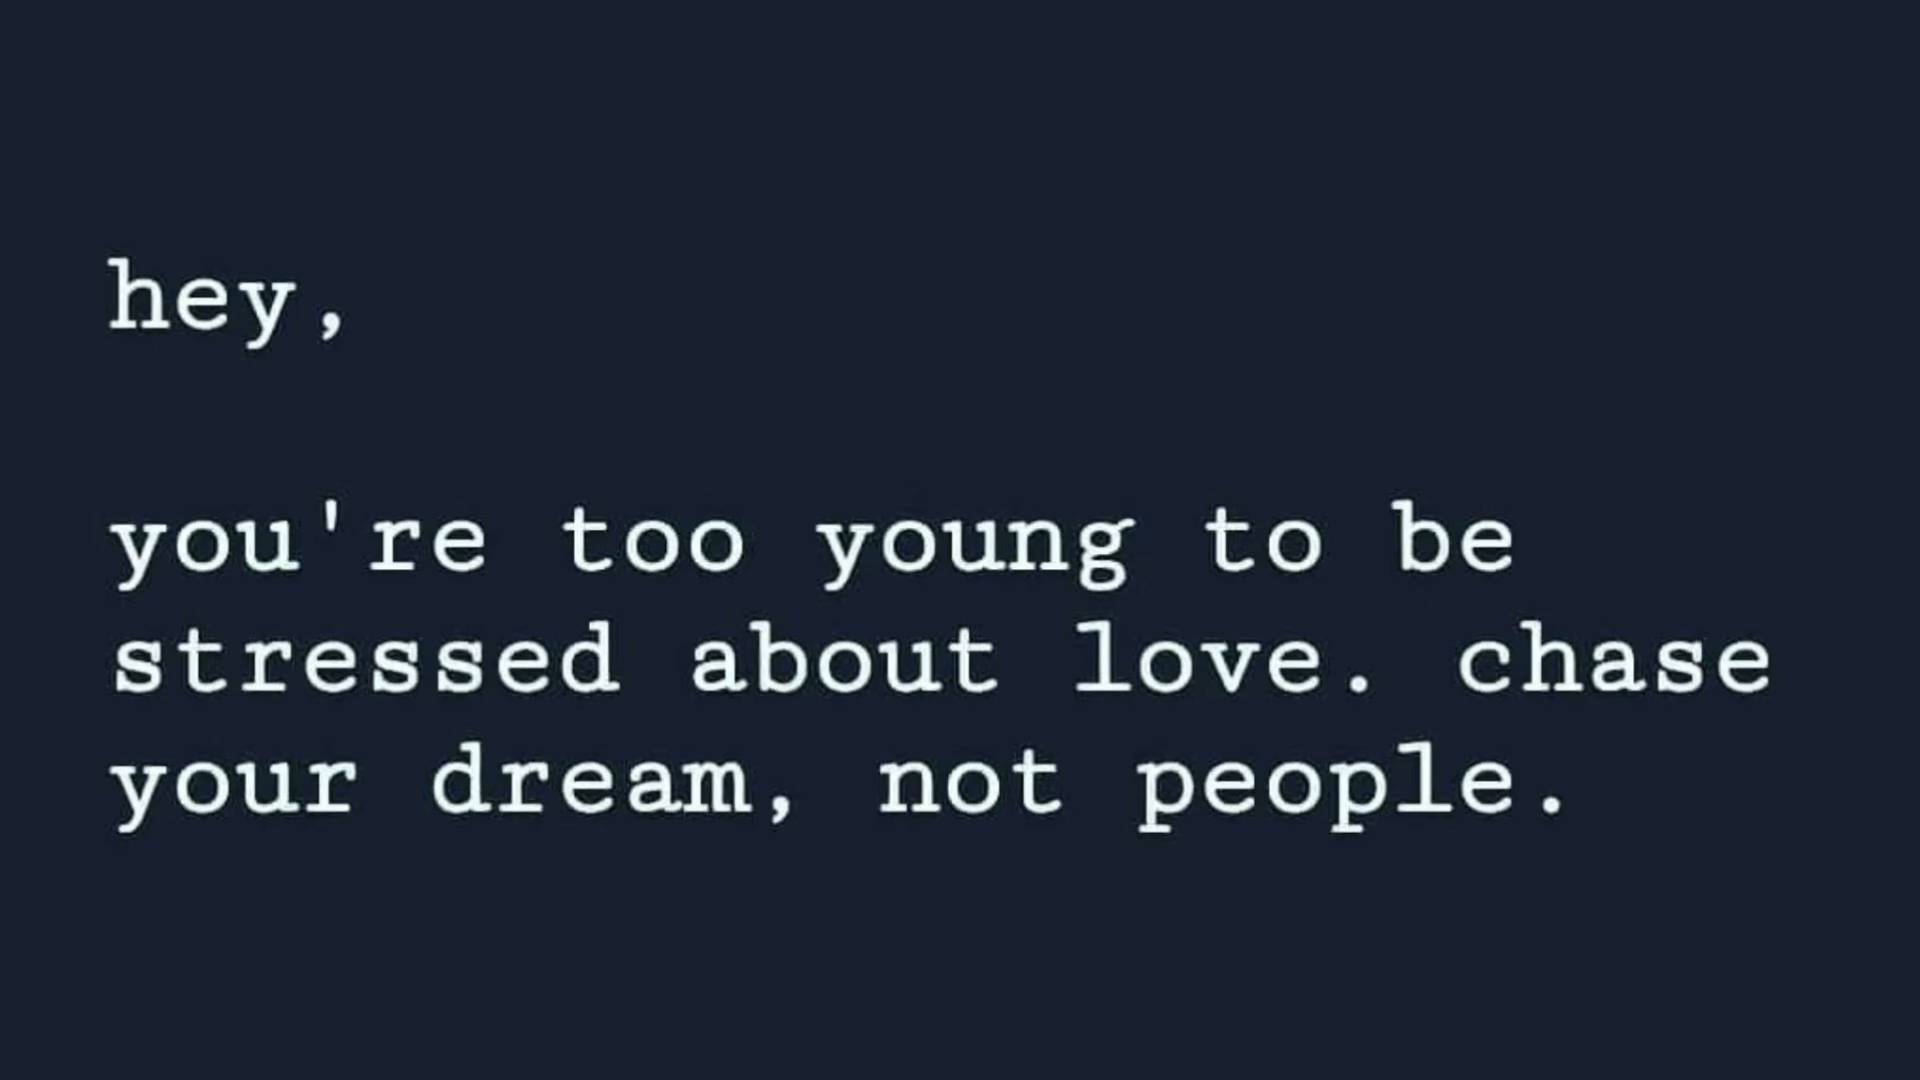 hey,
you're too young to be
stressed about love. chase
your dream, not people.